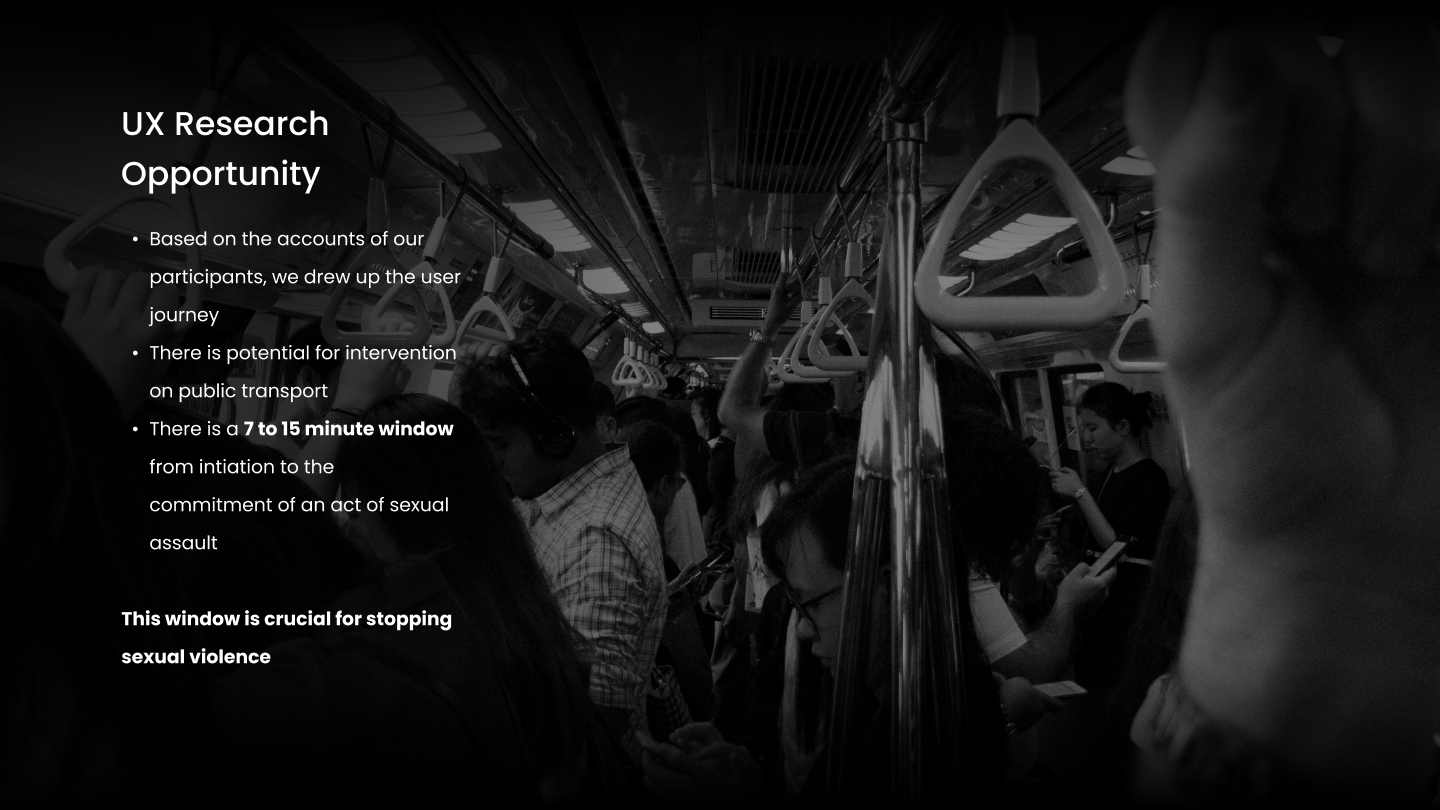 UX Research
Opportunity
• Based on the accounts of our
participants, we drew up the user
journey
• There is potential for intervention
on public transport
• There is a 7 to 15 minute window
from intiation to the
commitment of an act of sexual
assault
This window is crucial for stopping
sexual violence